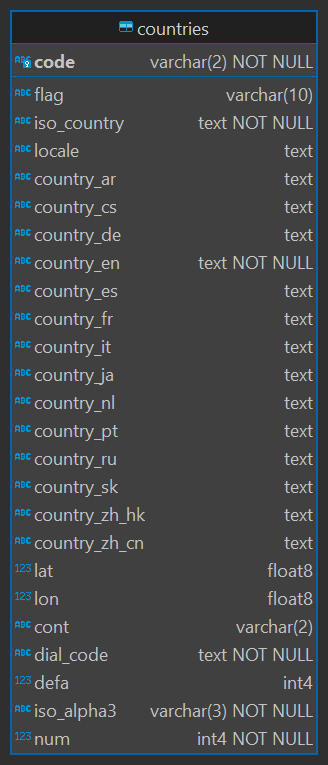 countries
code varchar(2) NOT NULL
flag varchar(10)
iso_country text NOT NULL
locale text
country_ar text
country_cs text
country_de text
country_en text NOT NULL
country_es text
country_fr text
country_it text
country_ja text
country_nl text
country_pt text
country_ru text
country_sk text
country_zh_hk text
country_zh_cn text
lat float8
lon float8
cont varchar(2)
dial_code text NOT NULL
defa int4
iso_alpha3 varchar(3) NOT NULL
num int4 NOT NULL